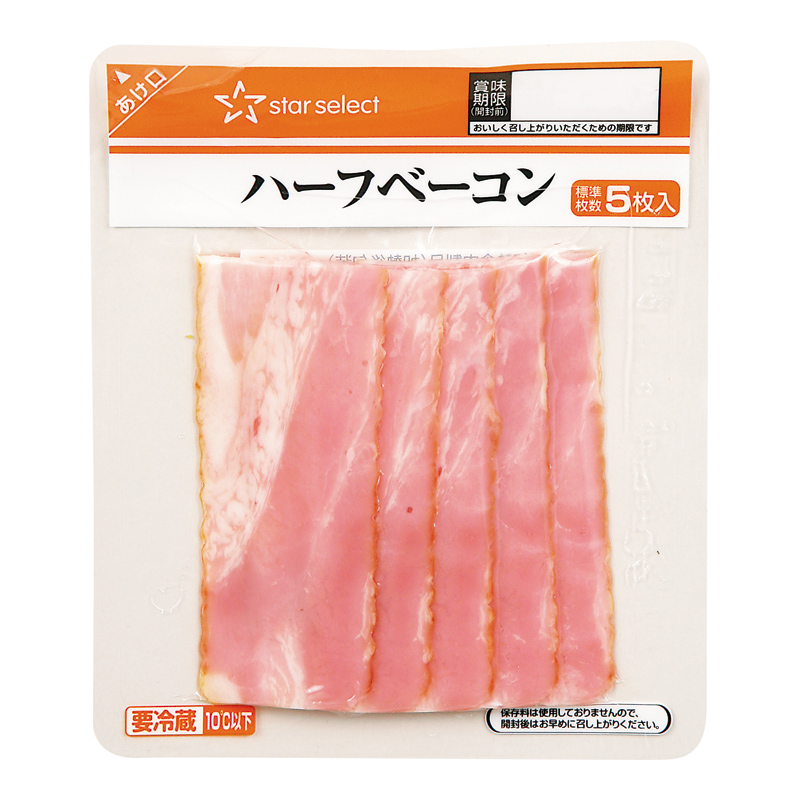 あけ口
star select
賞味
期限
(開封前)
おいしく召し上がりいただくための期限です
ハーフベーコン
標準
枚数
5枚入
要冷蔵 10℃以下
保存料は使用しておりませんので、
開封後はお早めに召し上がりください。